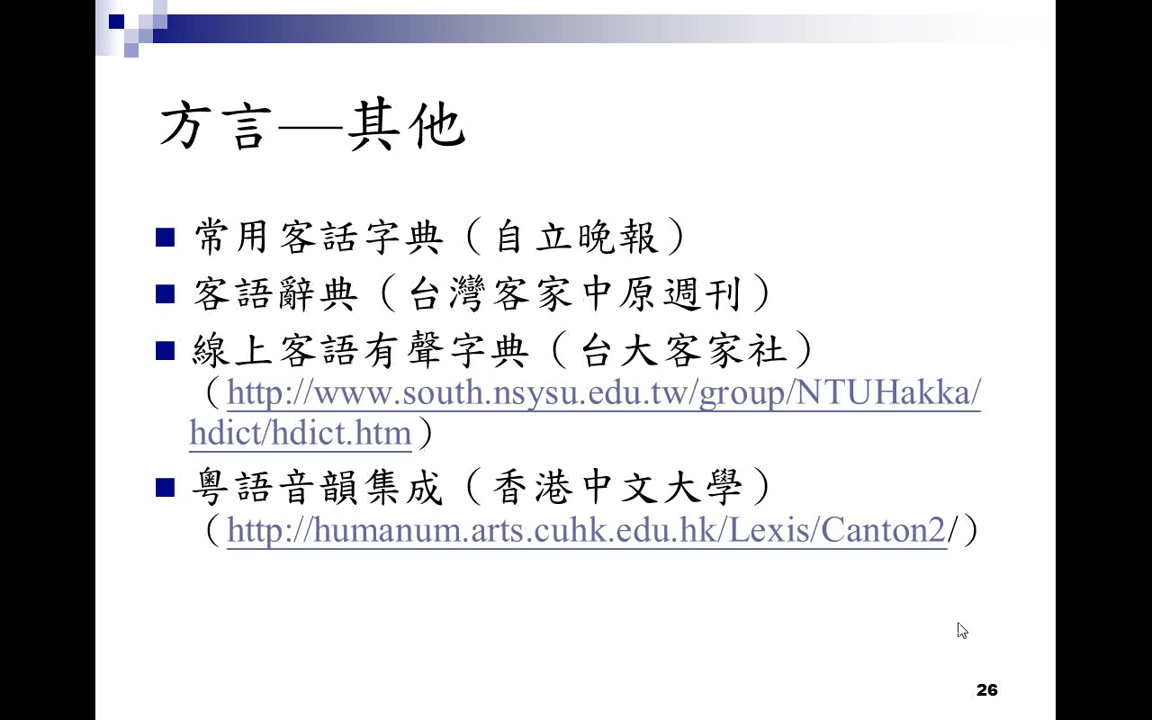 方言—其他
常用客話字典（自立晚報）
客語辭典（台灣客家中原週刊）
線上客語有聲字典（台大客家社）
（http://www.south.nsysu.edu.tw/group/NTUHakka/
hdict/hdict.htm）
粵語音韻集成（香港中文大學）
（http://humanum.arts.cuhk.edu.hk/Lexis/Canton2/）
26